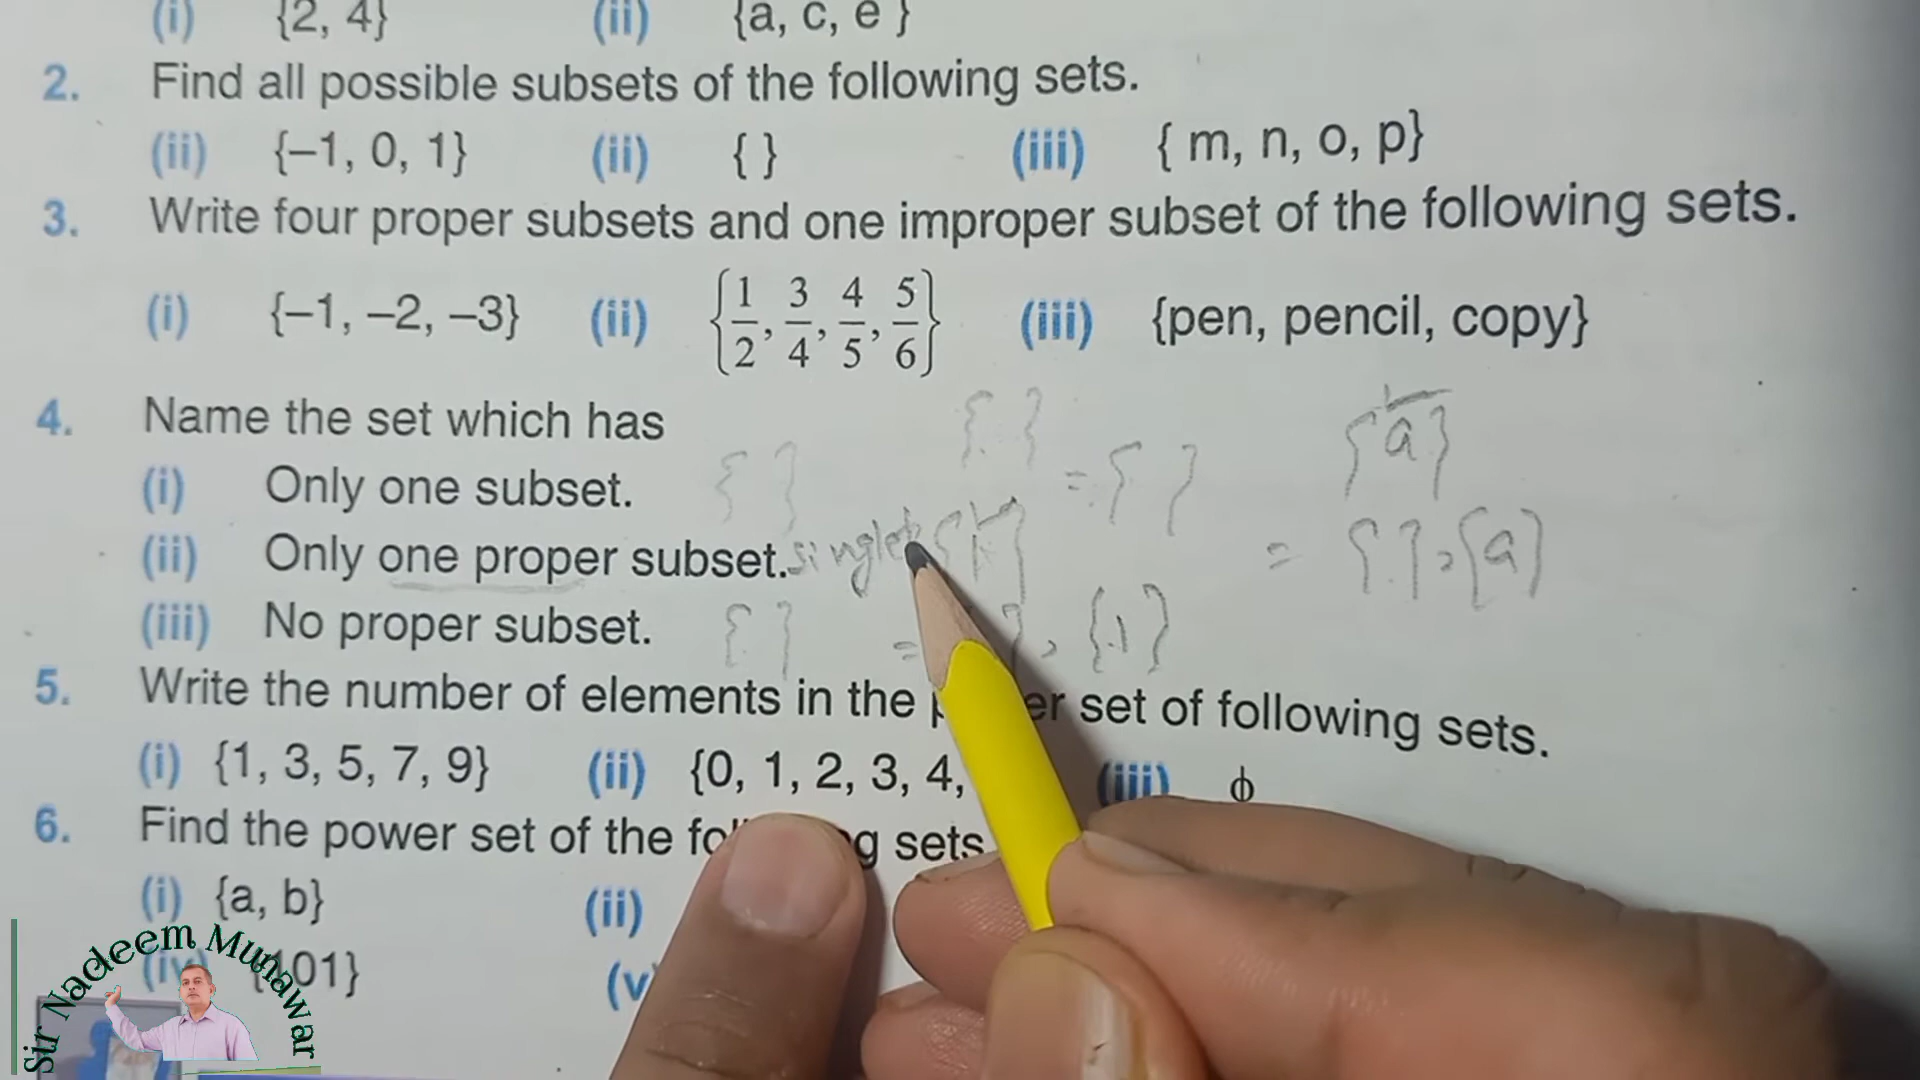 (i) {2, 4} (ii) {a, c, e }
2. Find all possible subsets of the following sets.
(ii) {–1, 0, 1} (ii) { } (iii) { m, n, o, p}
3. Write four proper subsets and one improper subset of the following sets.
(i) {–1, –2, –3} (ii) {1/2, 3/4, 4/5, 5/6} (iii) {pen, pencil, copy}
4. Name the set which has { } {a}
(i) Only one subset. { } = { }
(ii) Only one proper subset. = { }, {a}
(iii) No proper subset. { } = }, {1}
5. Write the number of elements in the set of following sets.
(i) {1, 3, 5, 7, 9} (ii) {0, 1, 2, 3, 4, (iii) ϕ
6. Find the power set of the sets
(i) {a, b} (ii)
(iv) 101} (v
Sir Nadeem Munawar